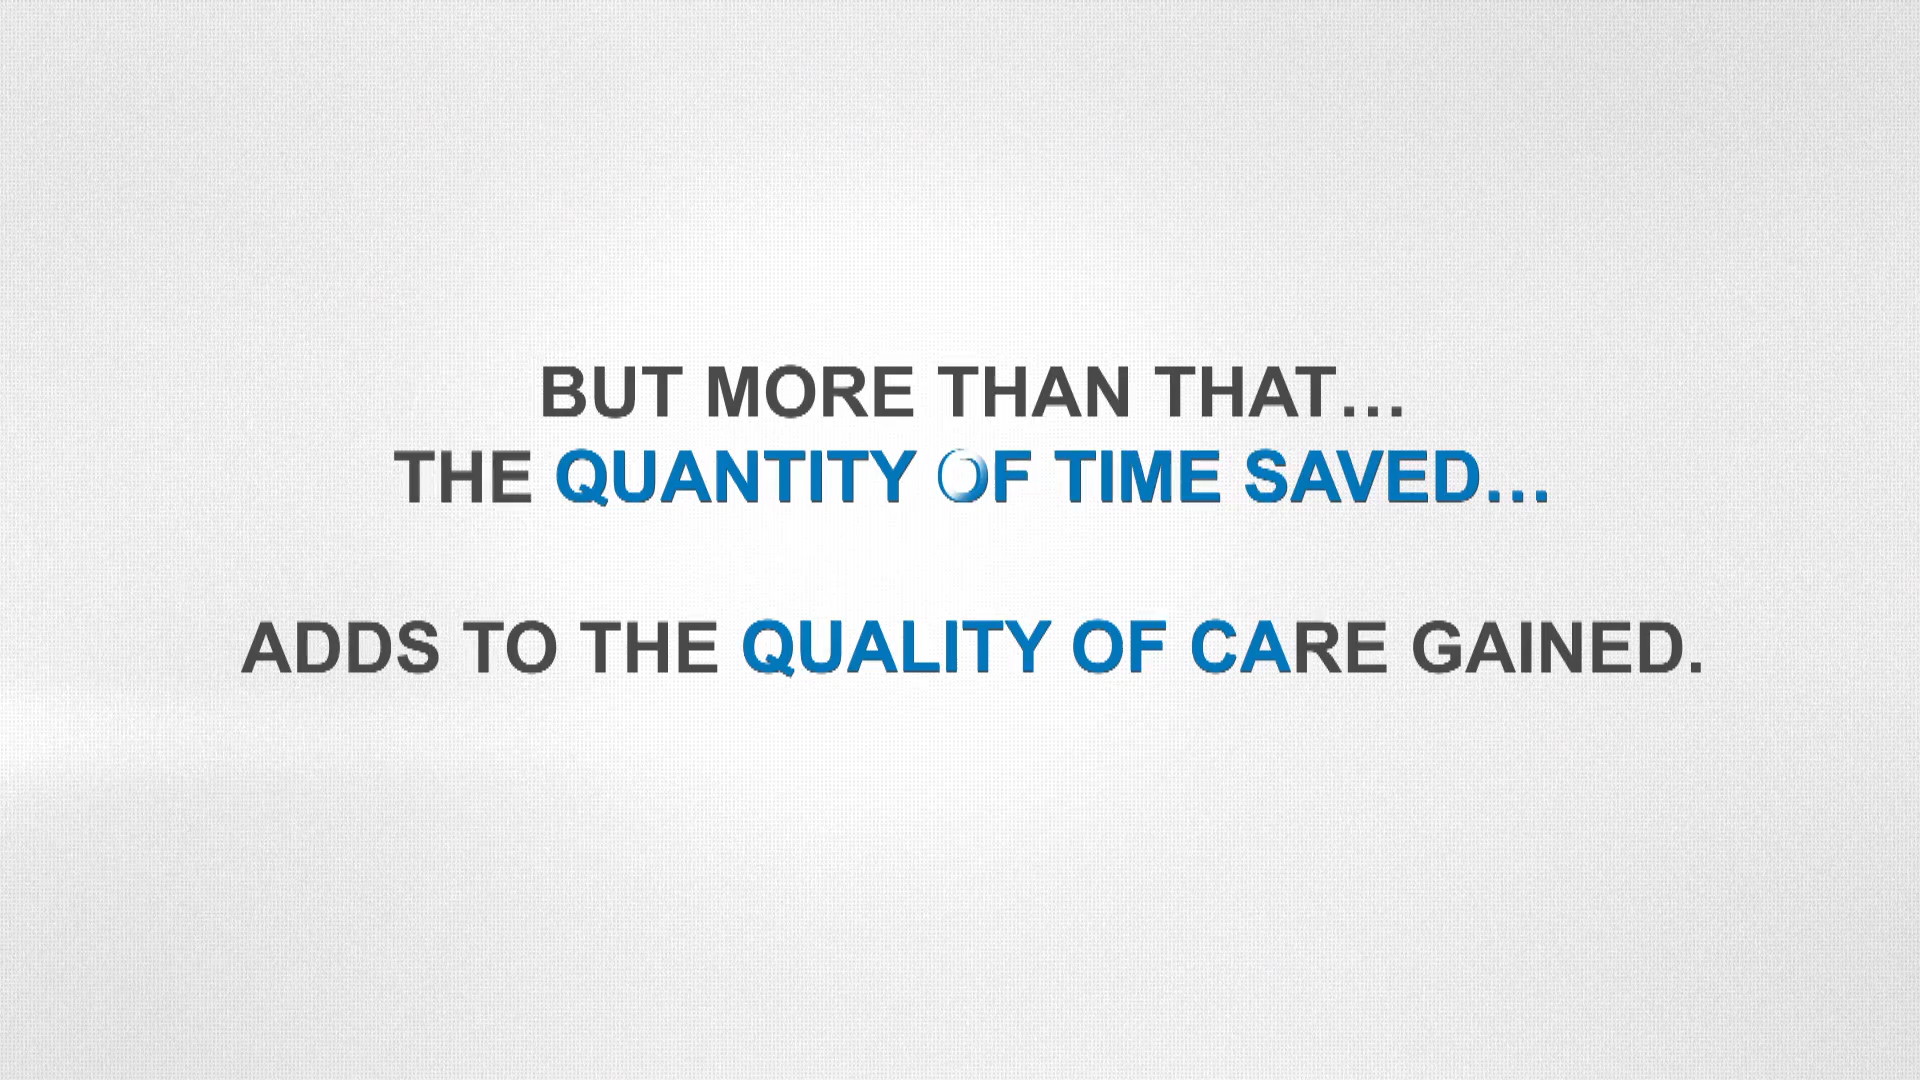 BUT MORE THAN THAT...
THE QUANTITY OF TIME SAVED...
ADDS TO THE QUALITY OF CARE GAINED.